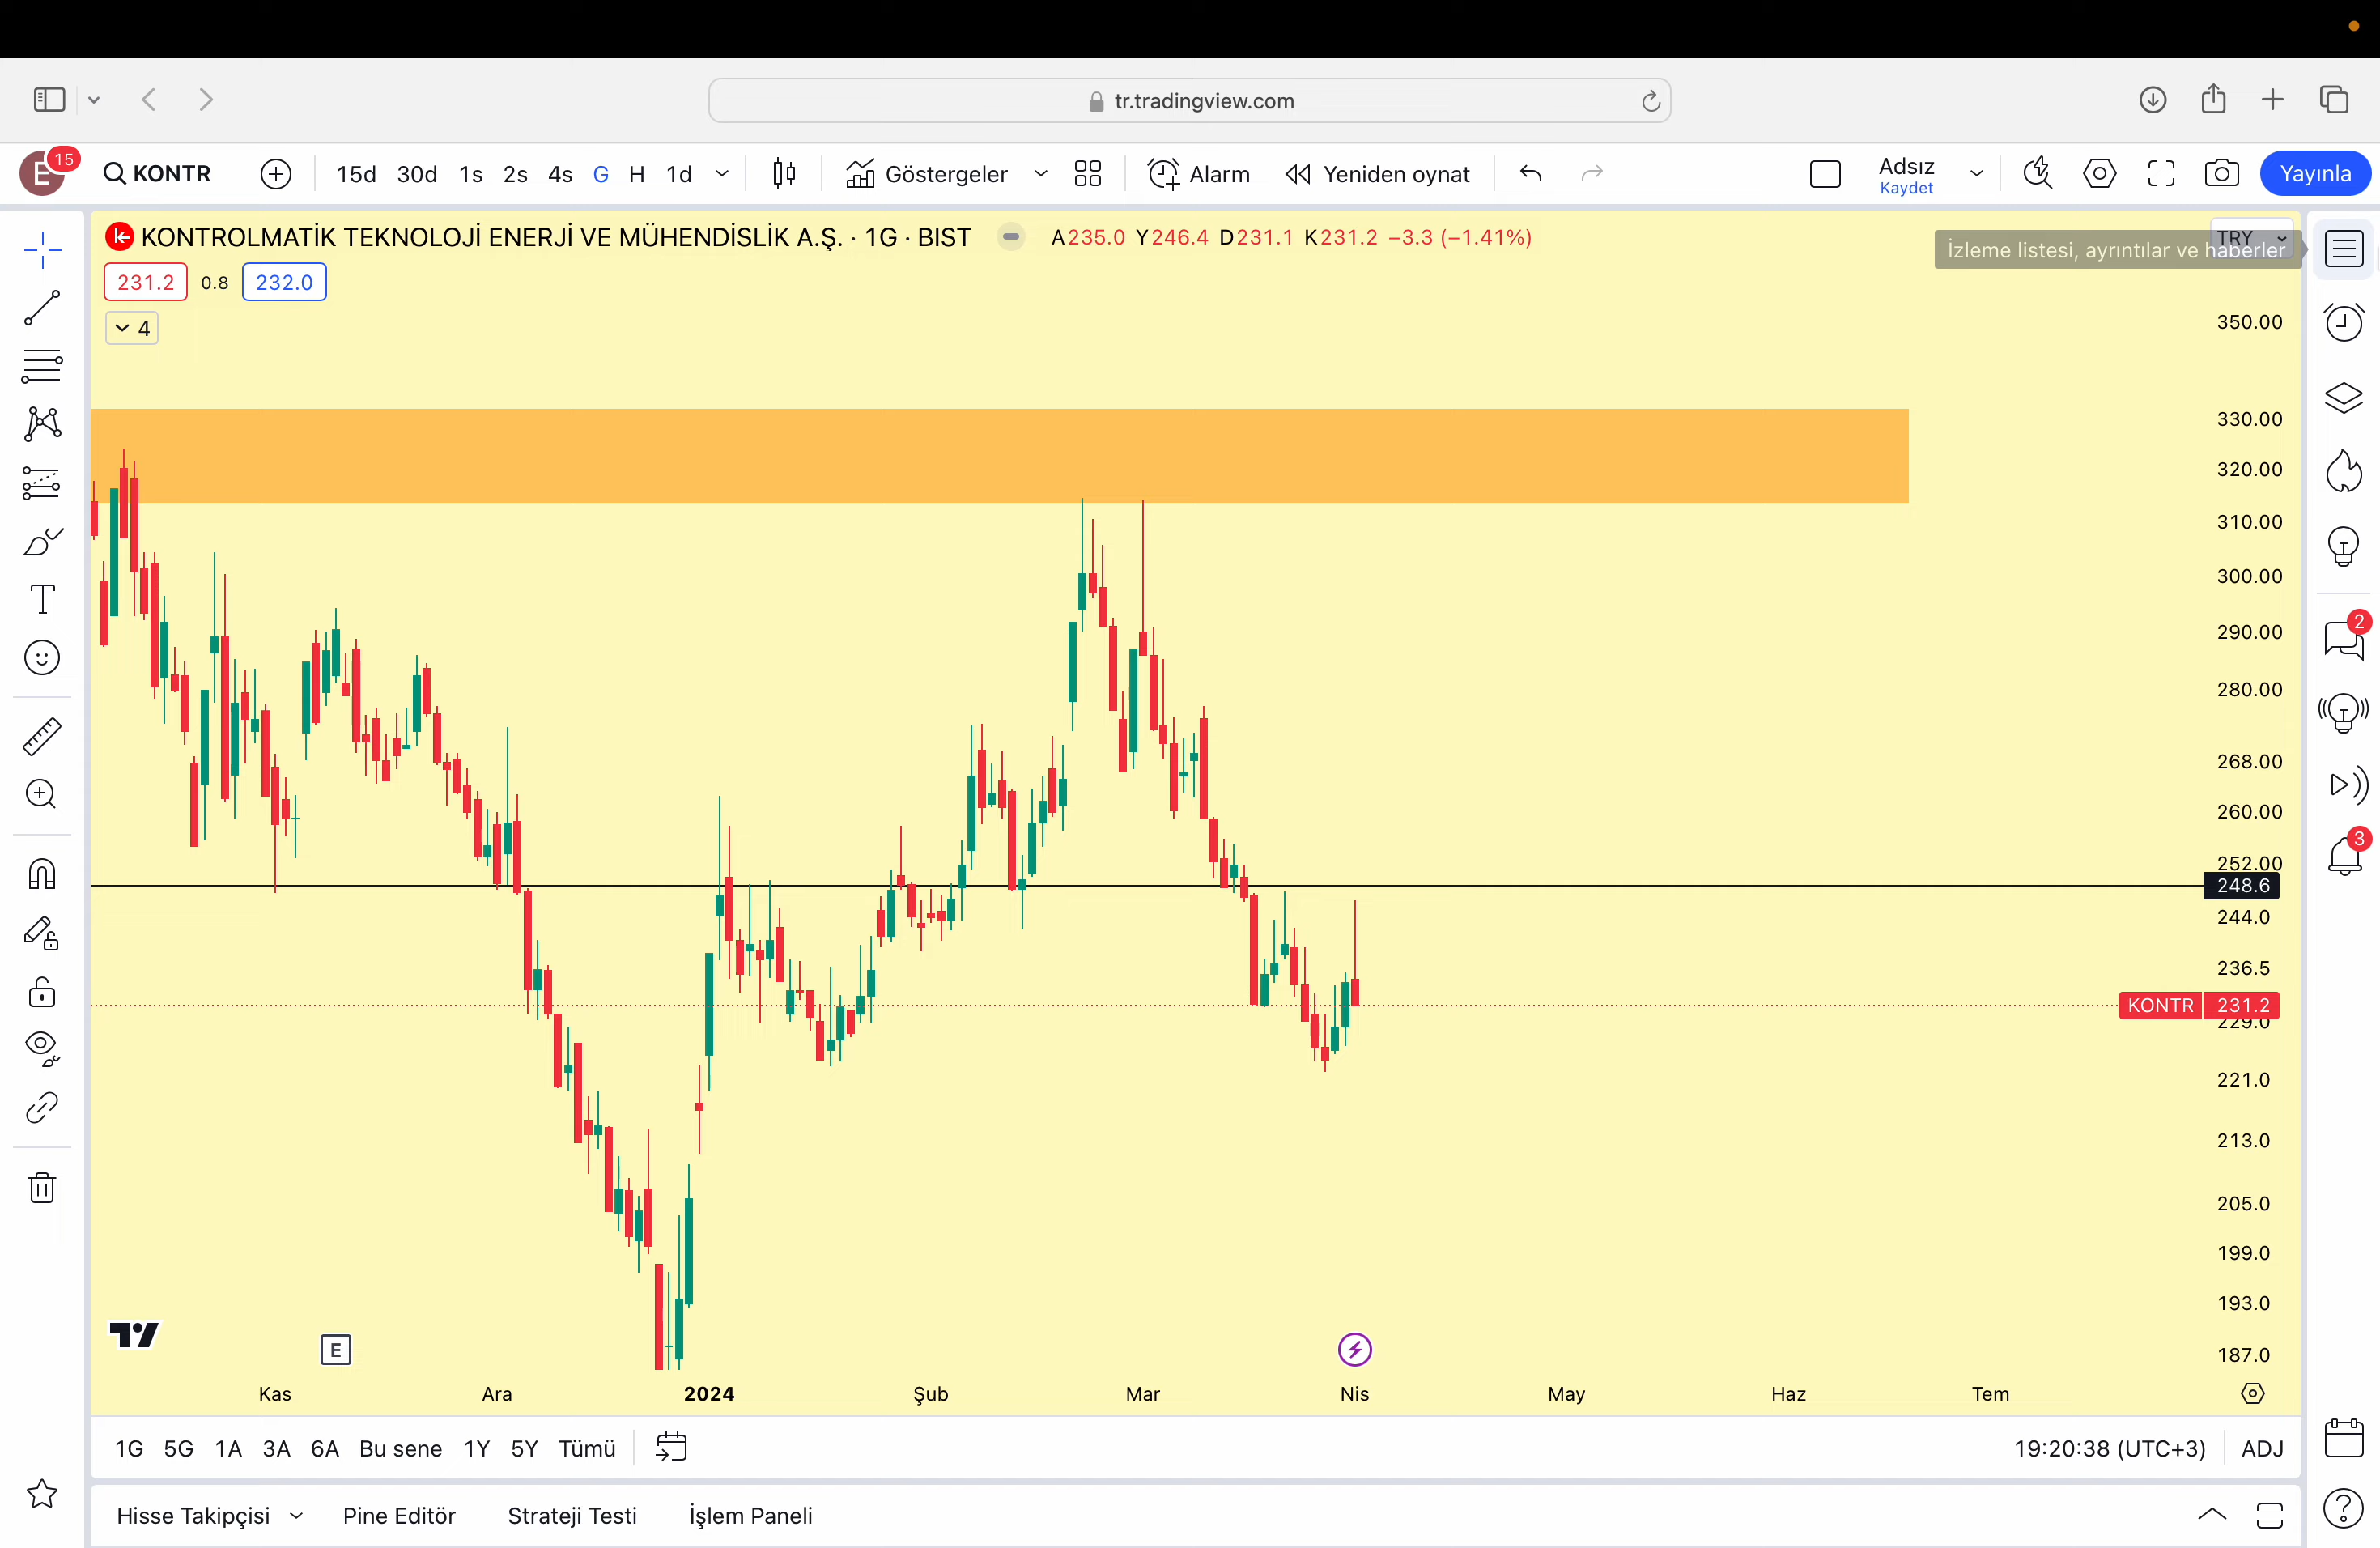 tr.tradingview.com
E 15 KONTR 15d 30d 1s 2s 4s G H 1d Göstergeler Alarm Yeniden oynat Adsız Kaydet Yayınla
KONTROLMATİK TEKNOLOJİ ENERJİ VE MÜHENDİSLİK A.Ş. · 1G · BIST A235.0 Y246.4 D231.1 K231.2 −3.3 (−1.41%)
TRY
İzleme listesi, ayrıntılar ve haberler
231.2 0.8 232.0
4
350.00
330.00
320.00
310.00
300.00
290.00
280.00
268.00
260.00
252.00
248.6
244.0
236.5
KONTR 231.2
229.0
221.0
213.0
205.0
199.0
193.0
187.0
2
3
E
Kas Ara 2024 Şub Mar Nis May Haz Tem
1G 5G 1A 3A 6A Bu sene 1Y 5Y Tümü 19:20:38 (UTC+3) ADJ
Hisse Takipçisi Pine Editör Strateji Testi İşlem Paneli